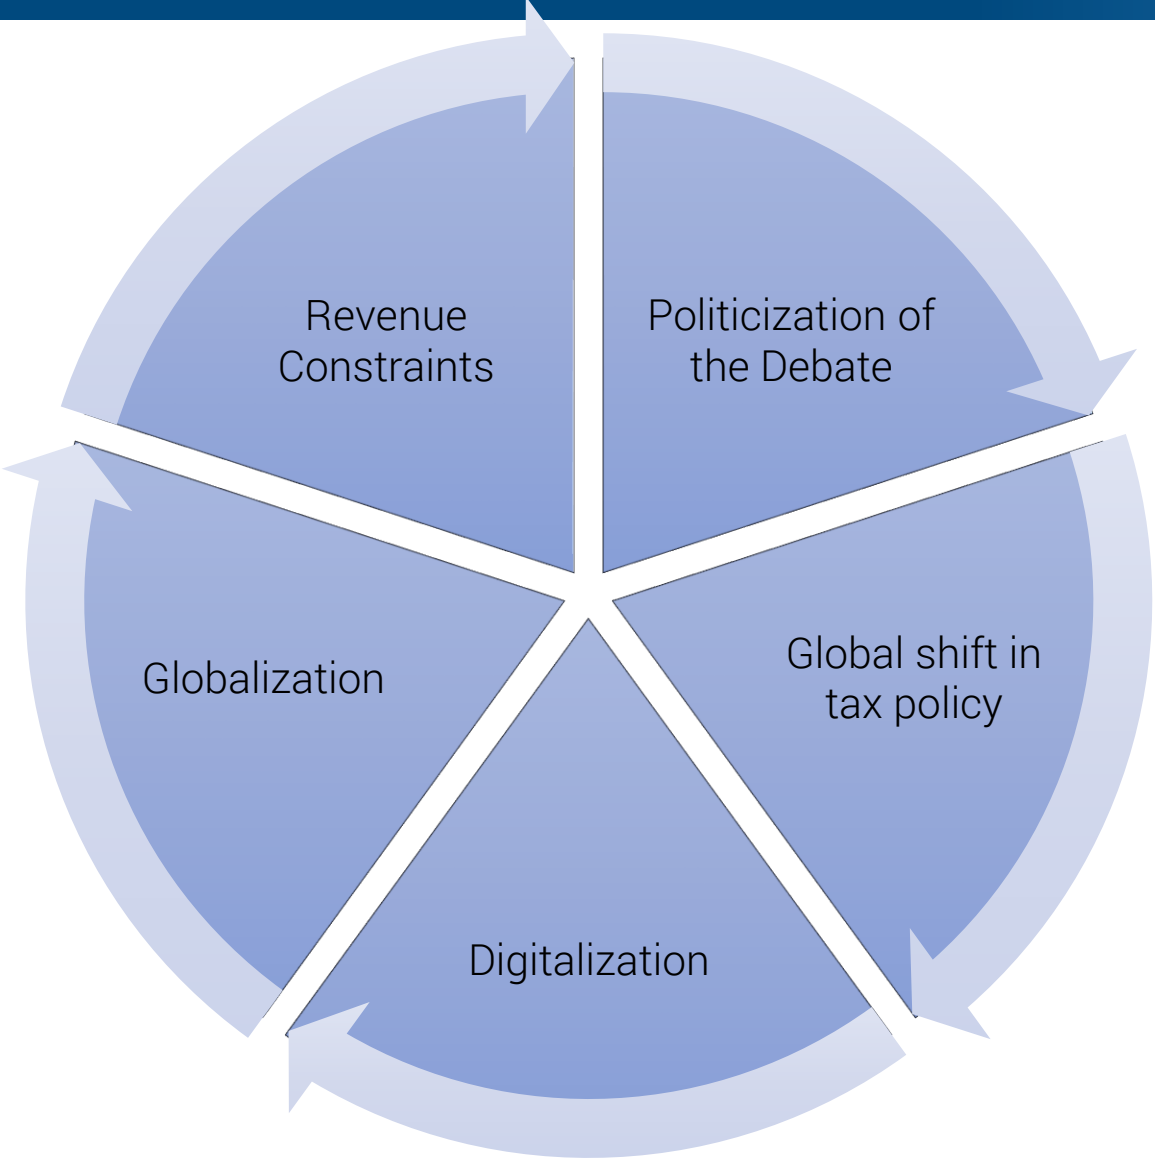 Revenue
Constraints
Politicization of
the Debate
Globalization
Global shift in
tax policy
Digitalization